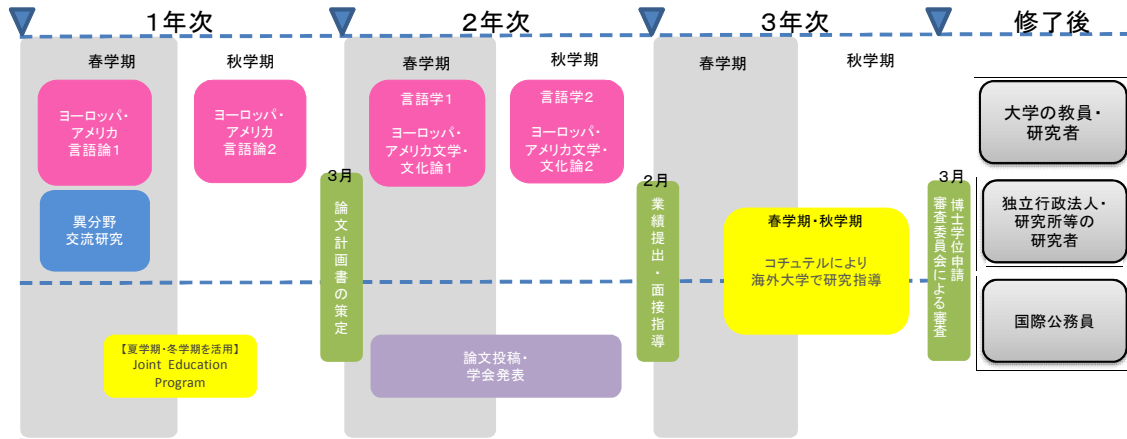 1年次
2年次
3年次
修了後
春学期
秋学期
春学期
秋学期
春学期
秋学期
ヨーロッパ・
アメリカ
言語論1
ヨーロッパ・
アメリカ
言語論2
言語学1
ヨーロッパ・
アメリカ文学・
文化論1
言語学2
ヨーロッパ・
アメリカ文学・
文化論2
異分野
交流研究
3月
論文計画書の策定
2月
業績提出・面接指導
春学期・秋学期
コチュテルにより
海外大学で研究指導
3月
博士学位申請
審査委員会による審査
大学の教員・
研究者
独立行政法人・
研究所等の
研究者
国際公務員
【夏学期・冬学期を活用】
Joint Education
Program
論文投稿・
学会発表